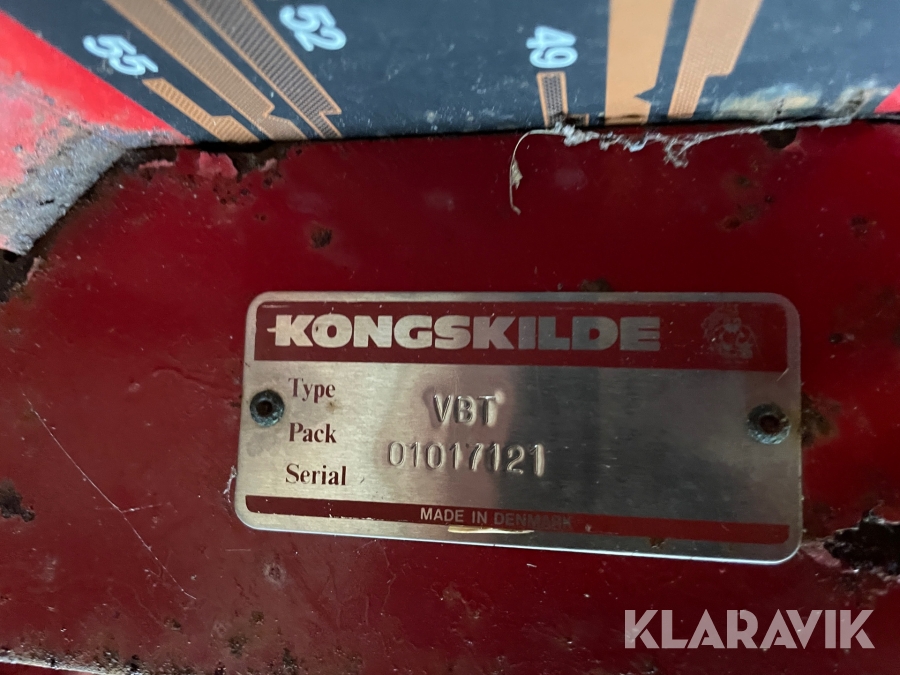 55
52
49
KONGSKILDE
Type VBT
Pack 01017121
Serial
MADE IN DENMARK
KLARAVIK